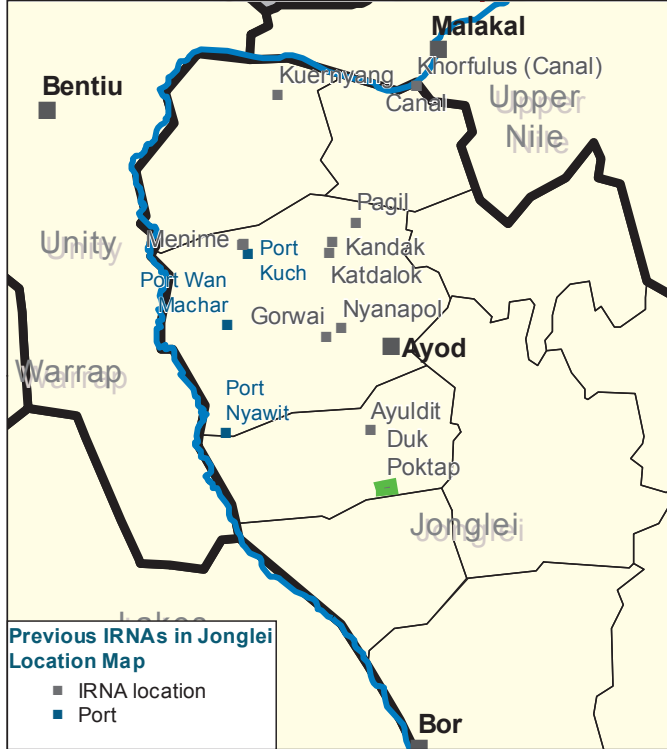 Malakal
Khorfulus (Canal)
Kuernyang
Bentiu
Canal
Upper
Nile
Pagil
Unity
Menime
Port
Kuch
Kandak
Katdalok
Port Wan
Machar
Gorwai
Nyanapol
Ayod
Warrap
Port
Nyawit
Ayuldit
Duk
Poktap
Jonglei
Lakes
Previous IRNAs in Jonglei
Location Map
IRNA location
Port
Bor